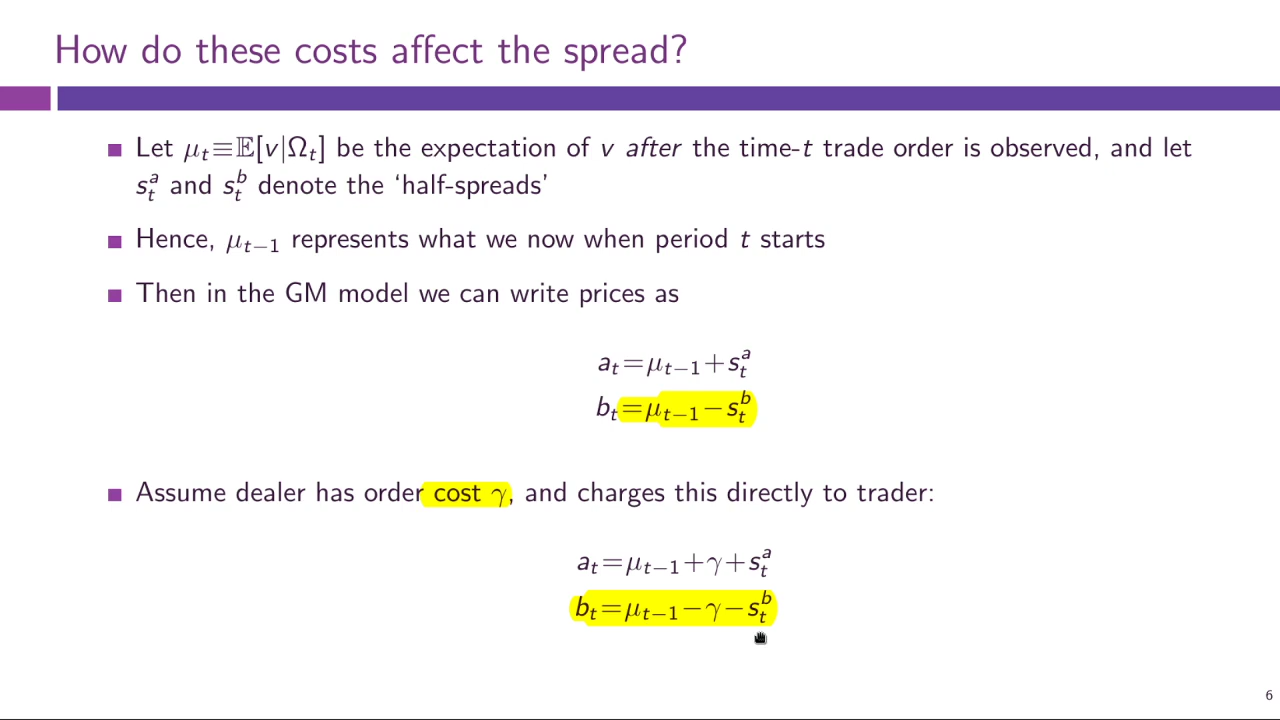 How do these costs affect the spread?
Let μ_t≡𝔼[v|Ω_t] be the expectation of v after the time-t trade order is observed, and let
s_t^a and s_t^b denote the ‘half-spreads’
Hence, μ_{t−1} represents what we now when period t starts
Then in the GM model we can write prices as
a_t=μ_{t−1}+s_t^a
b_t=μ_{t−1}−s_t^b
Assume dealer has order cost γ, and charges this directly to trader:
a_t=μ_{t−1}+γ+s_t^a
b_t=μ_{t−1}−γ−s_t^b
6